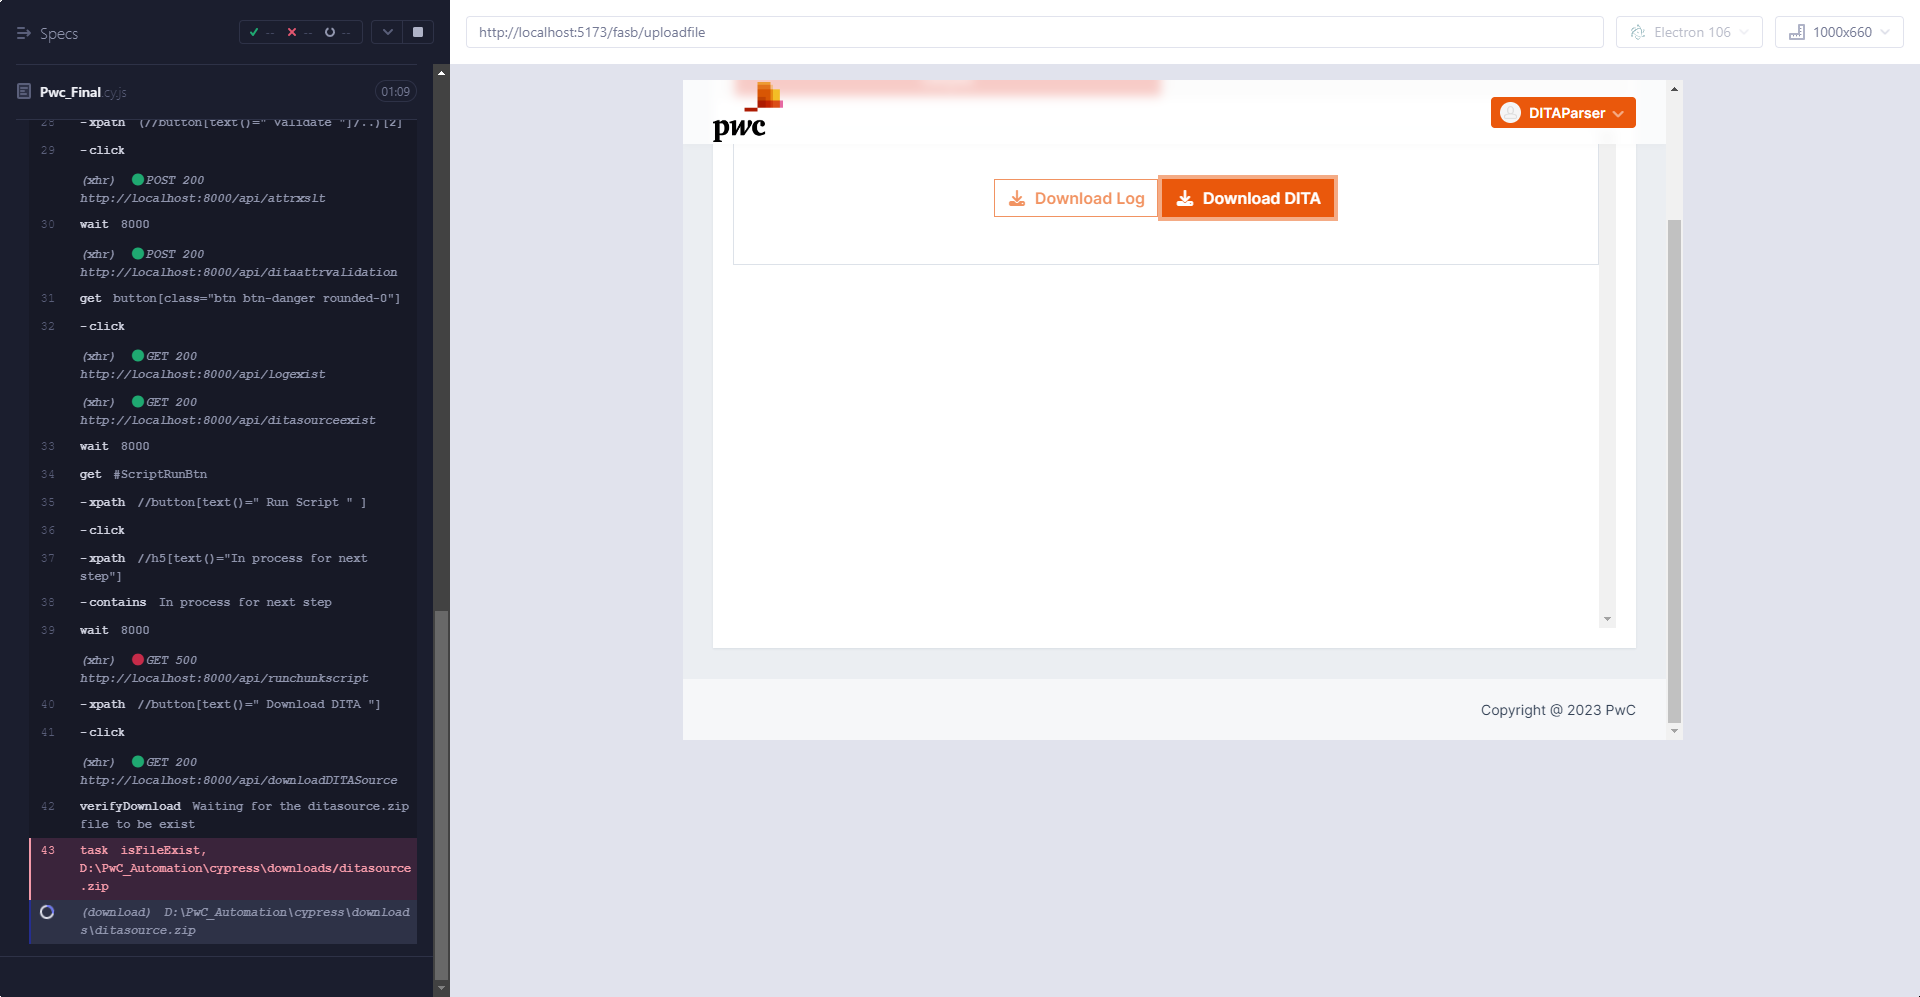 Specs
-- -- --
Pwc_Final.cy.js
01:09
28 -xpath (//button[text()=" Validate "]/..)[2]
29 -click
(xhr) POST 200
http://localhost:8000/api/attrxslt
30 wait 8000
(xhr) POST 200
http://localhost:8000/api/ditaattrvalidation
31 get button[class="btn btn-danger rounded-0"]
32 -click
(xhr) GET 200
http://localhost:8000/api/logexist
(xhr) GET 200
http://localhost:8000/api/ditasourceexist
33 wait 8000
34 get #ScriptRunBtn
35 -xpath //button[text()=" Run Script " ]
36 -click
37 -xpath //h5[text()="In process for next
step"]
38 -contains In process for next step
39 wait 8000
(xhr) GET 500
http://localhost:8000/api/runchunkscript
40 -xpath //button[text()=" Download DITA "]
41 -click
(xhr) GET 200
http://localhost:8000/api/downloadDITASource
42 verifyDownload Waiting for the ditasource.zip
file to be exist
43 task isFileExist,
D:\PwC_Automation\cypress\downloads/ditasource
.zip
(download) D:\PwC_Automation\cypress\download
s\ditasource.zip
http://localhost:5173/fasb/uploadfile
Electron 106
1000x660
pwc
DITAParser
Download Log
Download DITA
Copyright @ 2023 PwC